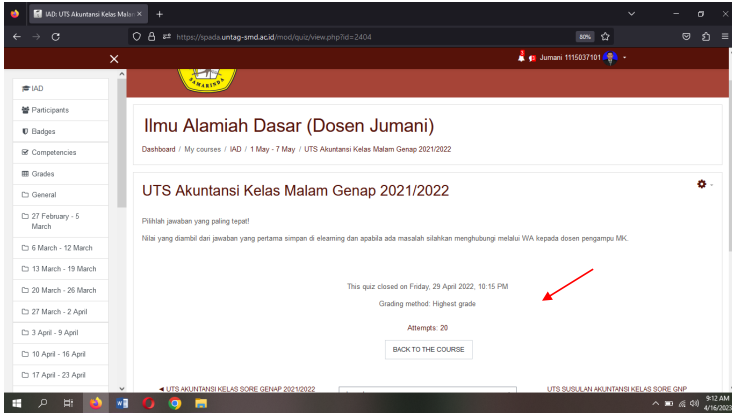 IAD: UTS Akuntansi Kelas Malam
https://spada.untag-smd.ac.id/mod/quiz/view.php?id=2404
80%
Jumani 1115037101
SAMARINDA
IAD
Participants
Badges
Competencies
Grades
General
27 February - 5
March
6 March - 12 March
13 March - 19 March
20 March - 26 March
27 March - 2 April
3 April - 9 April
10 April - 16 April
17 April - 23 April
Ilmu Alamiah Dasar (Dosen Jumani)
Dashboard / My courses / IAD / 1 May - 7 May / UTS Akuntansi Kelas Malam Genap 2021/2022
UTS Akuntansi Kelas Malam Genap 2021/2022
Pilihlah jawaban yang paling tepat!
Nilai yang diambil dari jawaban yang pertama simpan di elearning dan apabila ada masalah silahkan menghubungi melalui WA kepada dosen pengampu MK.
This quiz closed on Friday, 29 April 2022, 10:15 PM
Grading method: Highest grade
Attempts: 20
BACK TO THE COURSE
◄ UTS AKUNTANSI KELAS SORE GENAP 2021/2022
UTS SUSULAN AKUNTANSI KELAS SORE GNP
9:12 AM
4/16/2023